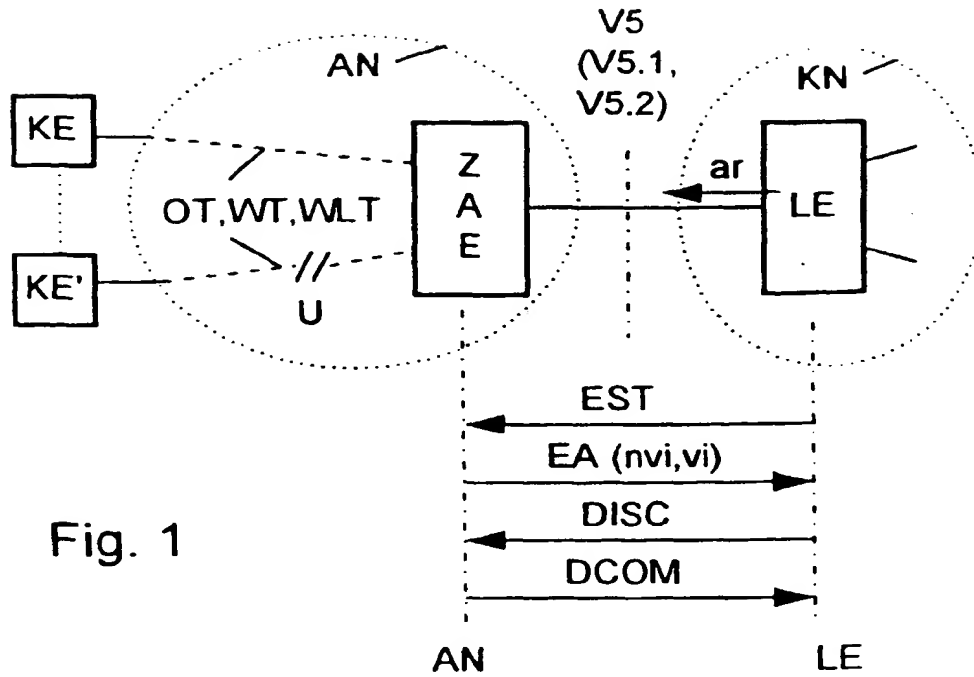 V5
(V5.1,
V5.2)
AN
KN
KE
Z
A
E
ar
LE
OT,WT,WLT
KE'
U
EST
EA (nvi,vi)
DISC
DCOM
Fig. 1
AN
LE